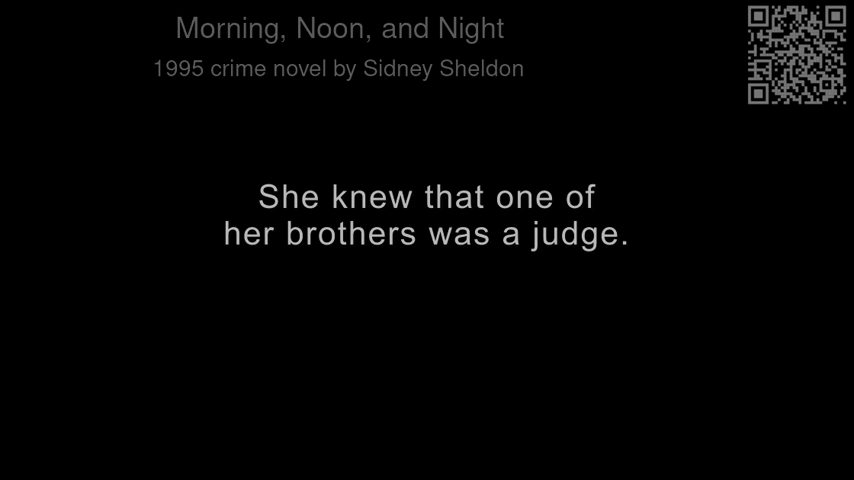 Morning, Noon, and Night
1995 crime novel by Sidney Sheldon
She knew that one of
her brothers was a judge.